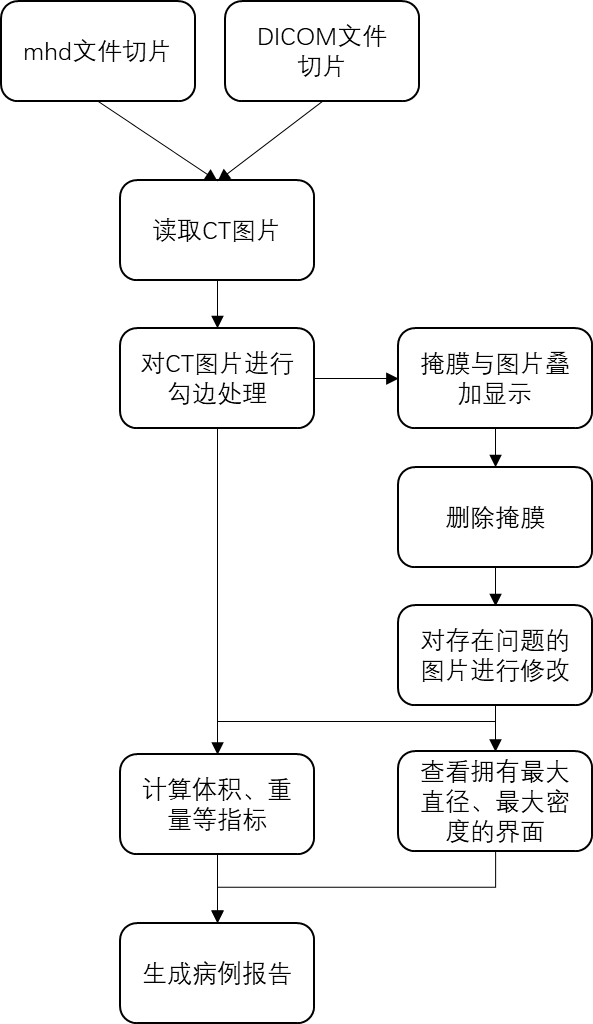 mhd文件切片
DICOM文件
切片
读取CT图片
对CT图片进行
勾边处理
掩膜与图片叠
加显示
删除掩膜
对存在问题的
图片进行修改
计算体积、重
量等指标
查看拥有最大
直径、最大密
度的界面
生成病例报告